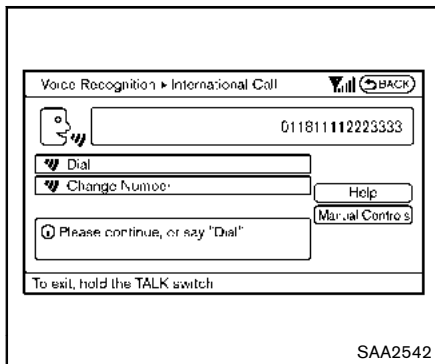 Voice Recognition ▸ International Call BACK
011811112223333
Dial
Change Number
Help
Manual Controls
Please continue, or say "Dial"
To exit, hold the TALK switch
SAA2542